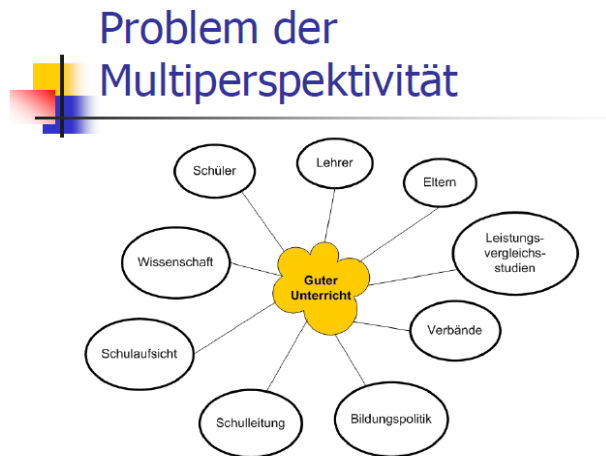 Problem der
Multiperspektivität
Schüler
Lehrer
Eltern
Wissenschaft
Leistungs-
vergleichs-
studien
Guter
Unterricht
Verbände
Schulaufsicht
Schulleitung
Bildungspolitik